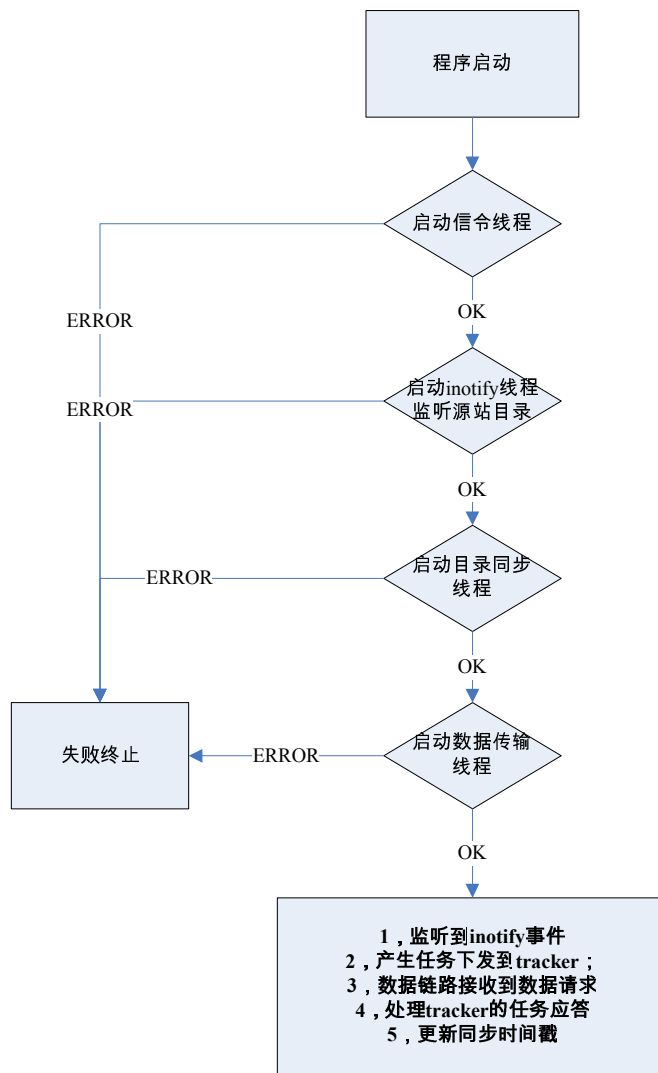 程序启动
启动信令线程
OK
ERROR
启动inotify线程
监听源站目录
ERROR
OK
启动目录同步
线程
ERROR
OK
启动数据传输
线程
ERROR
失败终止
OK
1，监听到inotify事件
2，产生任务下发到tracker；
3，数据链路接收到数据请求
4，处理tracker的任务应答
5，更新同步时间戳